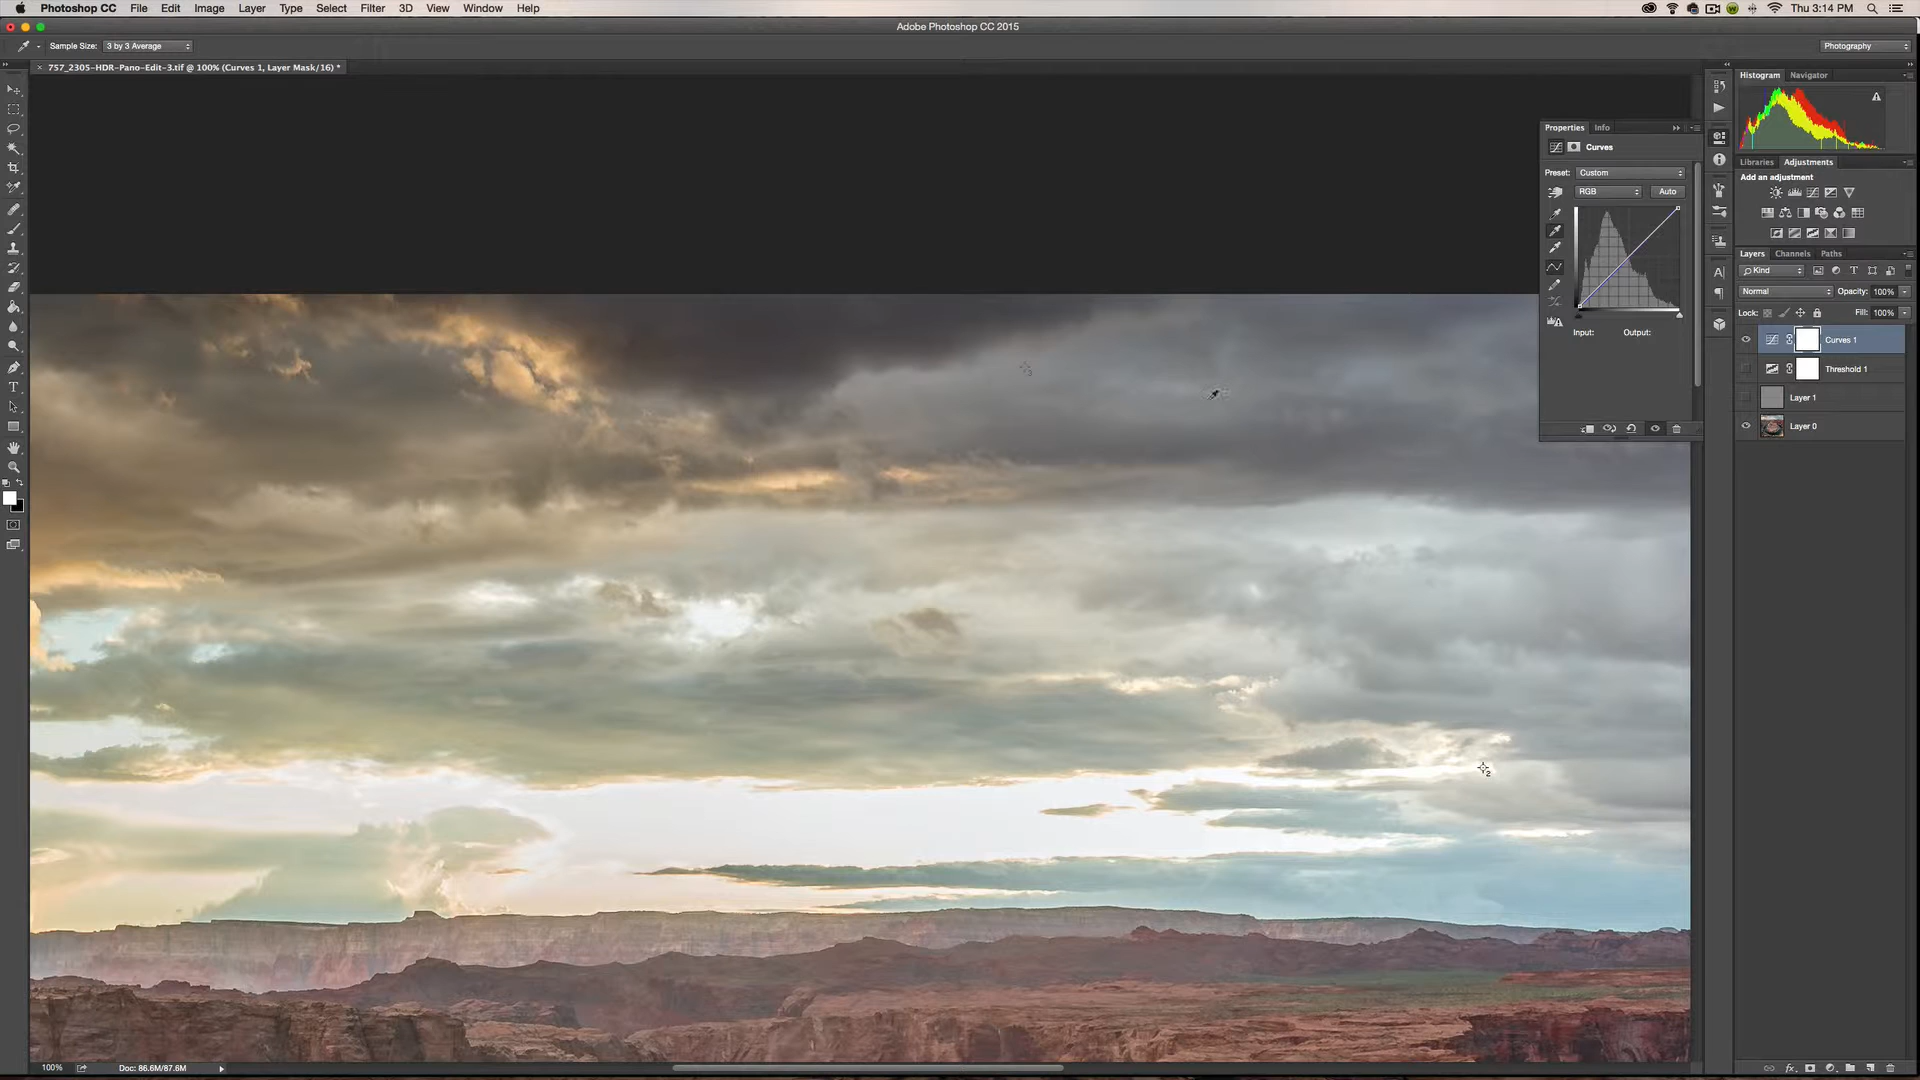 Photoshop CC File Edit Image Layer Type Select Filter 3D View Window Help Thu 3:14 PM
Adobe Photoshop CC 2015
Sample Size: 3 by 3 Average Photography
757_2305-HDR-Pano-Edit-3.tif @ 100% (Curves 1, Layer Mask/16) *
Histogram Navigator
Properties Info
Curves
Libraries Adjustments
Preset: Custom
Add an adjustment
RGB Auto
Layers Channels Paths
Kind
Normal Opacity: 100%
Lock: Fill: 100%
Input: Output:
Curves 1
Threshold 1
Layer 1
Layer 0
3
2
100% Doc: 86.6M/87.6M